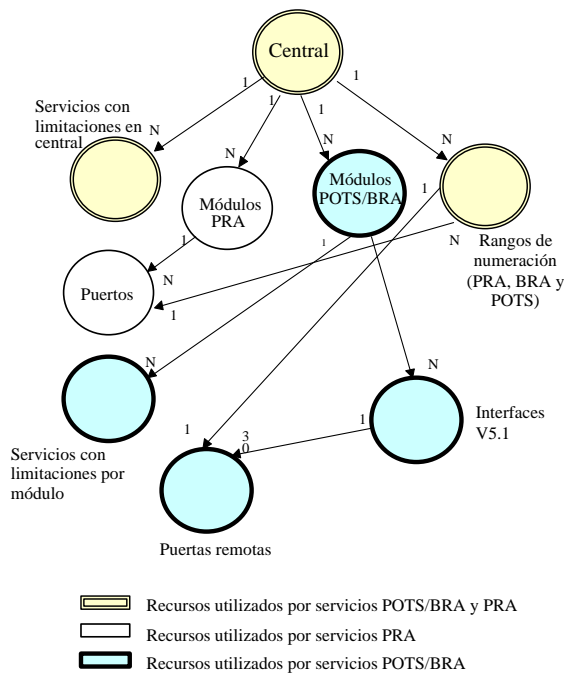 Central
1
1
1
1
Servicios con
limitaciones en
central
N
N
N
N
Módulos
PRA
Módulos
POTS/BRA
1
1
1
N
Rangos de
numeración
(PRA, BRA y
POTS)
Puertos
N
1
N
N
Servicios con
limitaciones por
módulo
1
30
1
Interfaces
V5.1
Puertas remotas
Recursos utilizados por servicios POTS/BRA y PRA
Recursos utilizados por servicios PRA
Recursos utilizados por servicios POTS/BRA